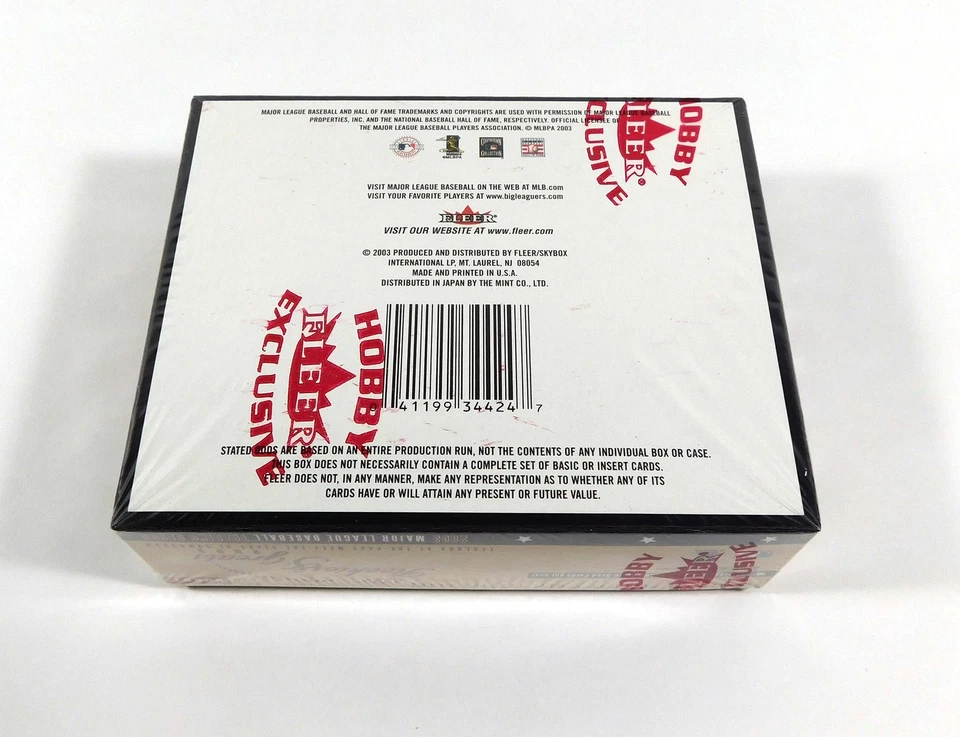 MAJOR LEAGUE BASEBALL AND HALL OF FAME TRADEMARKS AND COPYRIGHTS ARE USED WITH PERMISSION OF MAJOR LEAGUE BASEBALL
PROPERTIES, INC. AND THE NATIONAL BASEBALL HALL OF FAME, RESPECTIVELY. OFFICIAL LICENSEE OF
THE MAJOR LEAGUE BASEBALL PLAYERS ASSOCIATION. © MLBPA 2003
HOBBY
FLEER®
EXCLUSIVE
VISIT MAJOR LEAGUE BASEBALL ON THE WEB AT MLB.com
VISIT YOUR FAVORITE PLAYERS AT www.bigleaguers.com
FLEER®
VISIT OUR WEBSITE AT www.fleer.com
© 2003 PRODUCED AND DISTRIBUTED BY FLEER/SKYBOX
INTERNATIONAL LP, MT. LAUREL, NJ 08054
MADE AND PRINTED IN U.S.A.
DISTRIBUTED IN JAPAN BY THE MINT CO., LTD.
HOBBY
FLEER®
EXCLUSIVE
0 41199 34424 7
STATED ODDS ARE BASED ON AN ENTIRE PRODUCTION RUN, NOT THE CONTENTS OF ANY INDIVIDUAL BOX OR CASE.
THIS BOX DOES NOT NECESSARILY CONTAIN A COMPLETE SET OF BASIC OR INSERT CARDS.
FLEER DOES NOT, IN ANY MANNER, MAKE ANY REPRESENTATION AS TO WHETHER ANY OF ITS
CARDS HAVE OR WILL ATTAIN ANY PRESENT OR FUTURE VALUE.
2003 MAJOR LEAGUE BASEBALL
HOBBY
FLEER
EXCLUSIVE